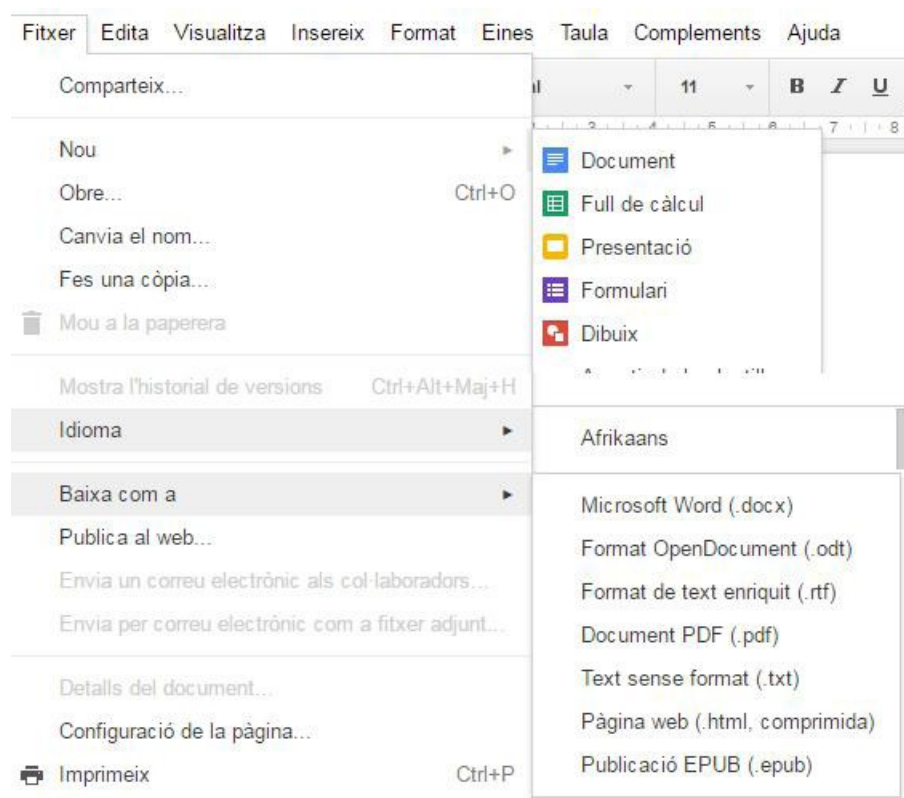 Fitxer Edita Visualitza Insereix Format Eines Taula Complements Ajuda
Comparteix...
11 B I U
7 8
Nou
Obre... Ctrl+O
Canvia el nom...
Fes una còpia...
Mou a la paperera
Mostra l'historial de versions Ctrl+Alt+Maj+H
Idioma
Baixa com a
Publica al web...
Envia un correu electrònic als col·laboradors...
Envia per correu electrònic com a fitxer adjunt...
Detalls del document...
Configuració de la pàgina...
Imprimeix Ctrl+P
Document
Full de càlcul
Presentació
Formulari
Dibuix
Afrikaans
Microsoft Word (.docx)
Format OpenDocument (.odt)
Format de text enriquit (.rtf)
Document PDF (.pdf)
Text sense format (.txt)
Pàgina web (.html, comprimida)
Publicació EPUB (.epub)